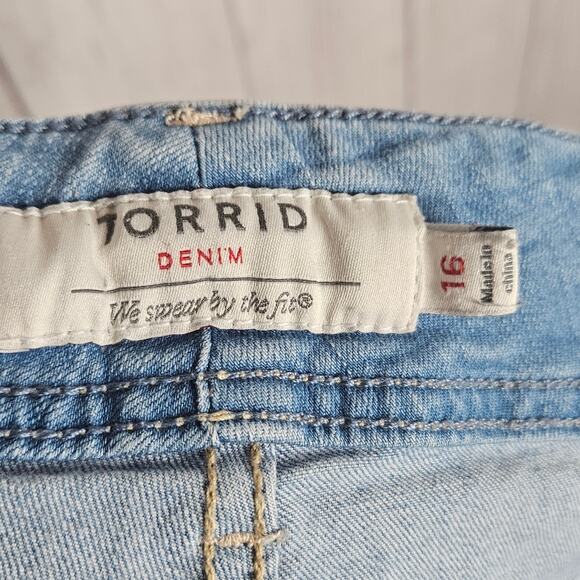 TORRID
DENIM
We swear by the fit®
16
Made in
china